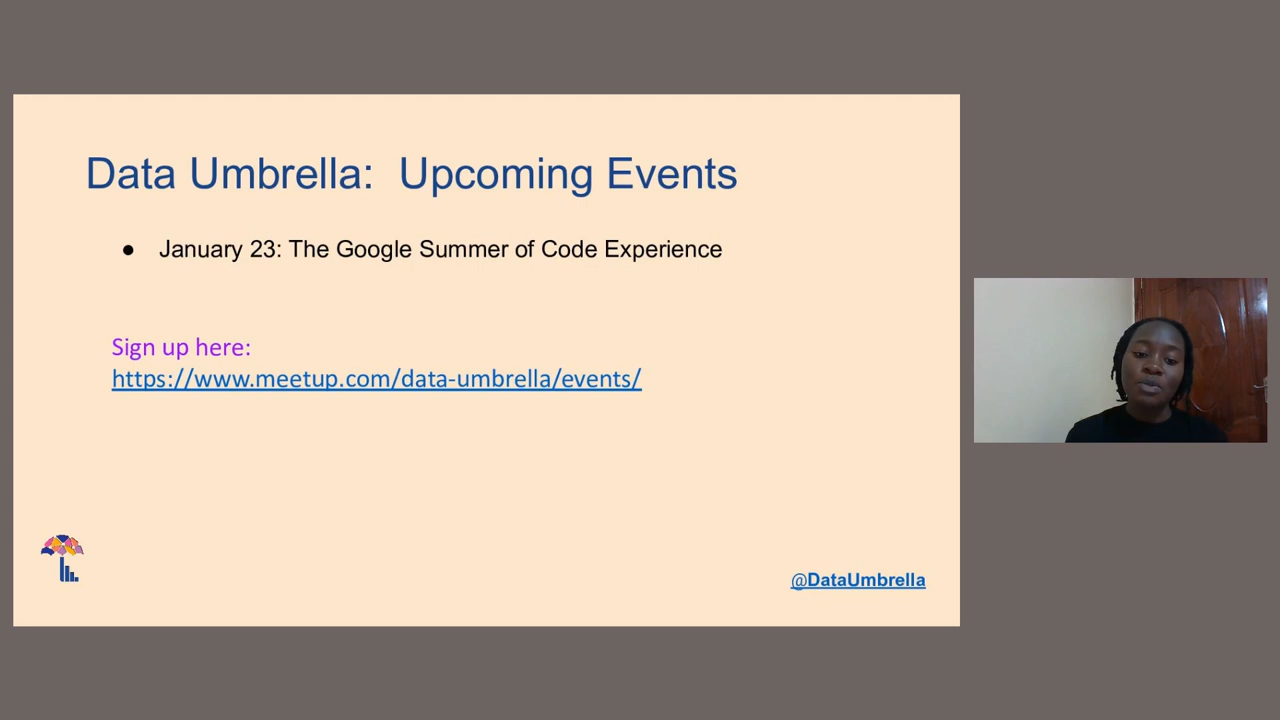 Data Umbrella:  Upcoming Events
● January 23: The Google Summer of Code Experience
Sign up here:
https://www.meetup.com/data-umbrella/events/
@DataUmbrella